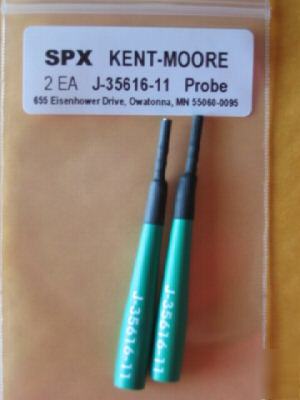 SPX KENT-MOORE
2 EA J-35616-11 Probe
655 Eisenhower Drive, Owatonna, MN 55060-0095
J-35616-11
J-35616-11